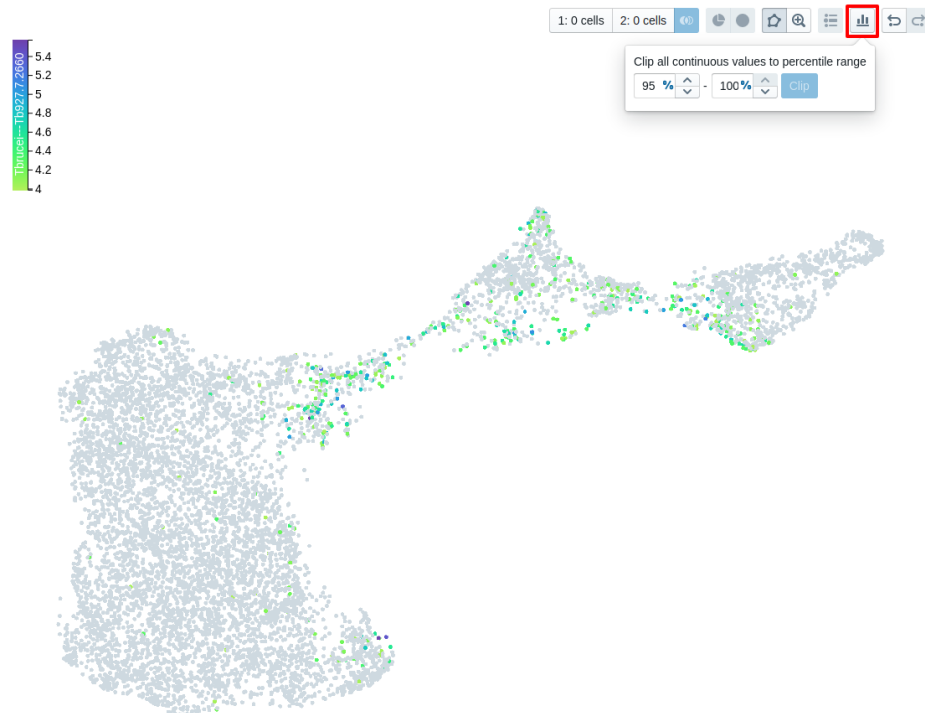 1: 0 cells 2: 0 cells
Clip all continuous values to percentile range
95 % - 100 % Clip
Tbrucei---Tb927.7.2660
5.4
5.2
5
4.8
4.6
4.4
4.2
4